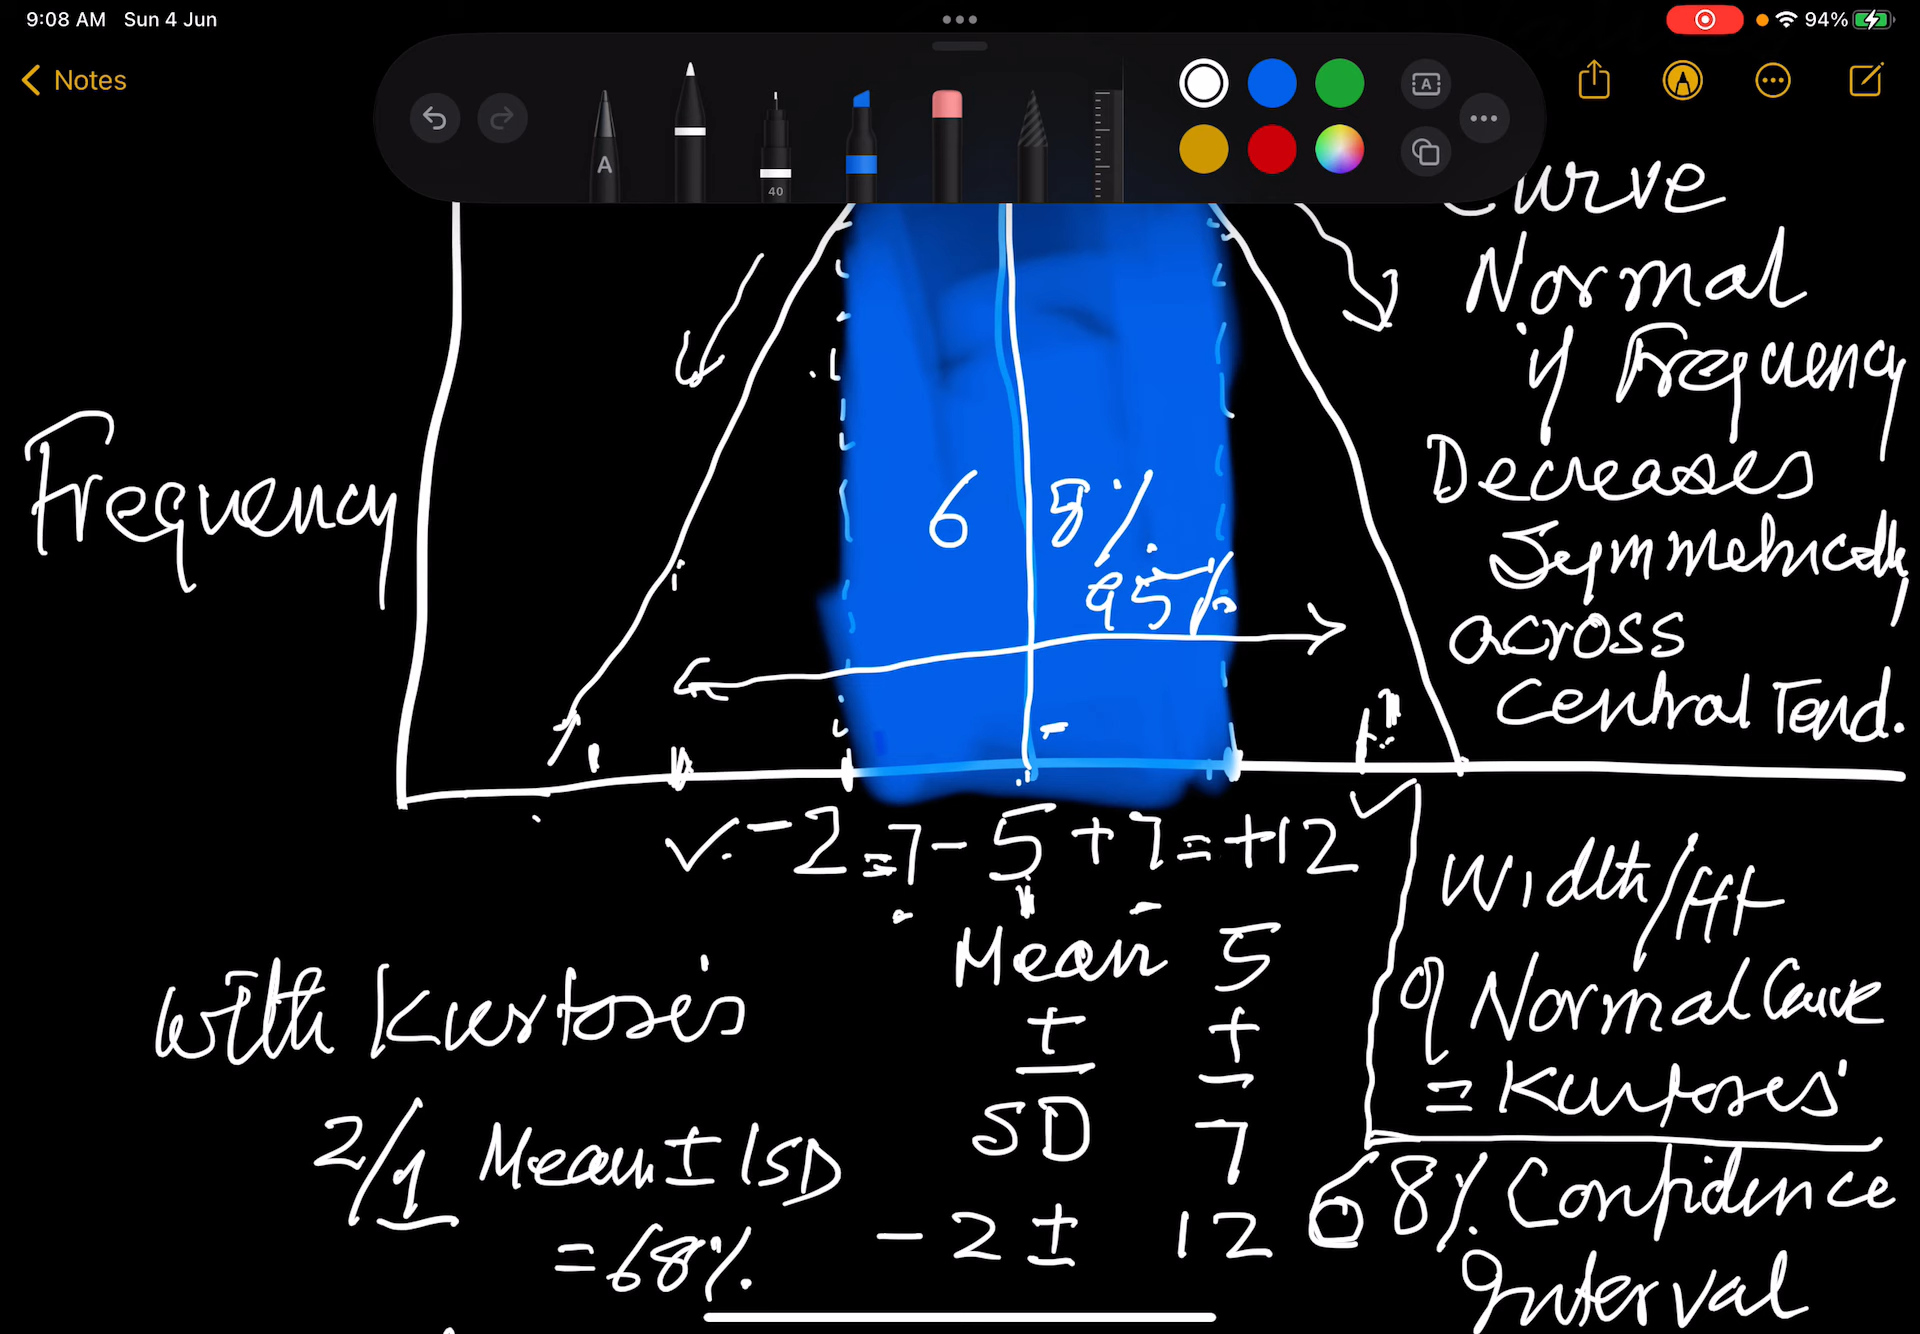 9:08 AM Sun 4 Jun
94%
Notes
A
40
A
Curve
Normal
if Frequency
Decreases
Symmetrically
across
Central Tend.
Frequency
68%
95%
-2=7-5+7=+12
Width/Ht
of Normal Curve
= Kurtosis
Mean 5
± ±
SD 7
-2 ± 12
with Kurtosis
2/1 Mean ± 1SD
=68%.
68% Confidence
Interval